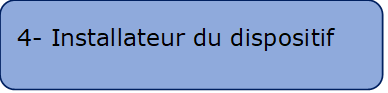 4- Installateur du dispositif